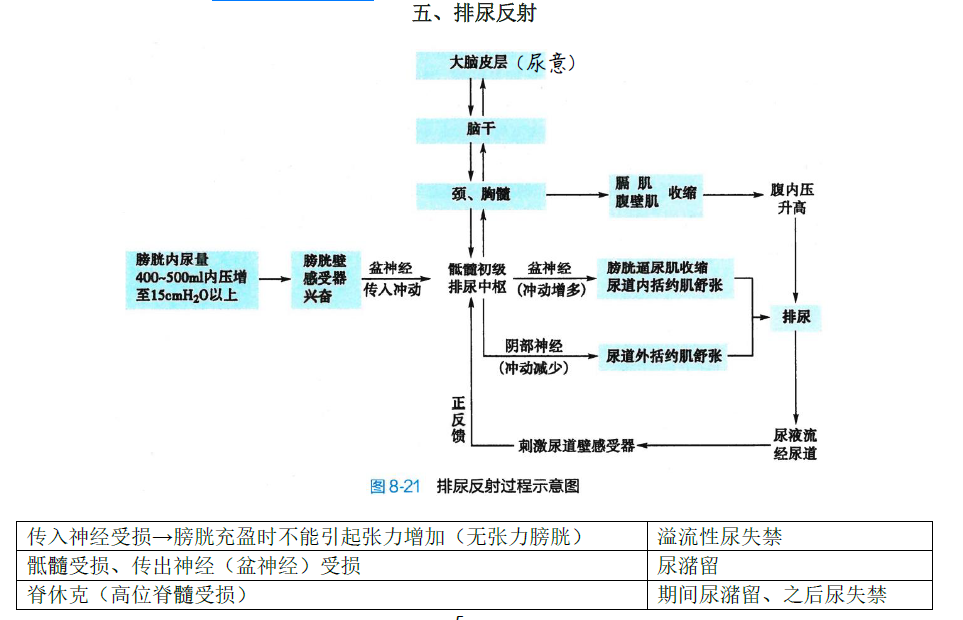 五、排尿反射
大脑皮层（尿意）
脑干
颈、胸髓
膈 肌
腹壁肌
收缩
腹内压
升高
膀胱内尿量
400~500ml内压增
至15cmH₂O以上
膀胱壁
感受器
兴奋
盆神经
传入冲动
骶髓初级
排尿中枢
盆神经
(冲动增多)
膀胱逼尿肌收缩
尿道内括约肌舒张
排尿
阴部神经
(冲动减少)
尿道外括约肌舒张
正
反
馈
刺激尿道壁感受器
尿液流
经尿道
图8-21 排尿反射过程示意图
传入神经受损→膀胱充盈时不能引起张力增加（无张力膀胱） 溢流性尿失禁
骶髓受损、传出神经（盆神经）受损 尿潴留
脊休克（高位脊髓受损） 期间尿潴留、之后尿失禁